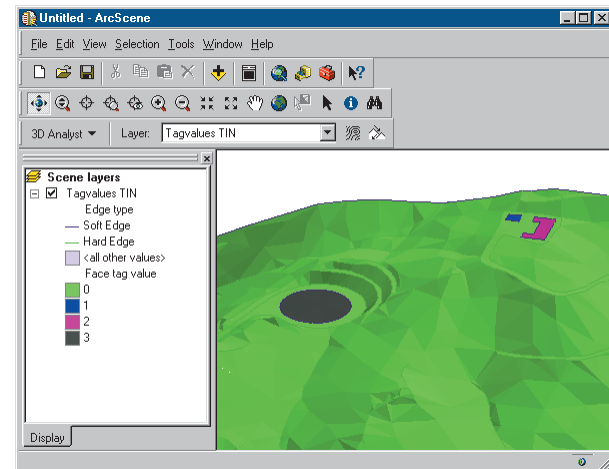 Untitled - ArcScene
File Edit View Selection Tools Window Help
3D Analyst Layer: Tagvalues TIN
Scene layers
Tagvalues TIN
Edge type
Soft Edge
Hard Edge
<all other values>
Face tag value
0
1
2
3
Display